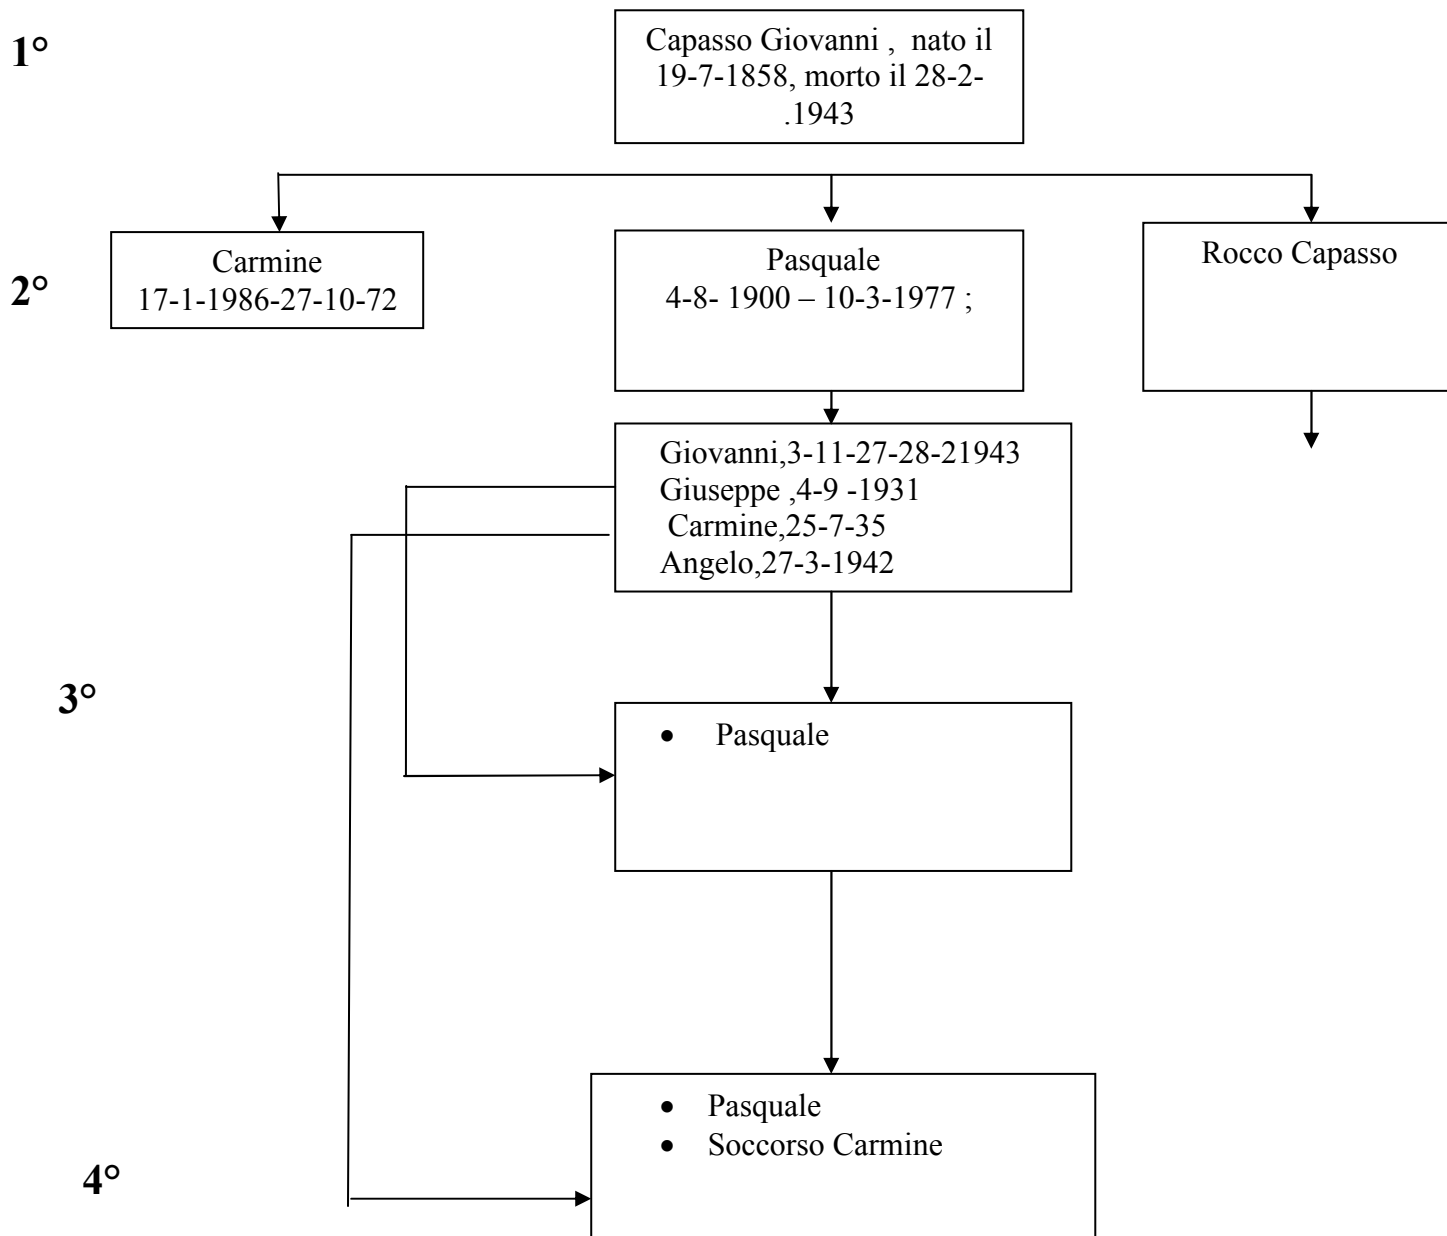 1°
Capasso Giovanni ,  nato il
19-7-1858, morto il 28-2-
.1943
2°
Carmine
17-1-1986-27-10-72
Pasquale
4-8- 1900 – 10-3-1977 ;
Rocco Capasso
Giovanni,3-11-27-28-21943
Giuseppe ,4-9 -1931
Carmine,25-7-35
Angelo,27-3-1942
3°
• Pasquale
4°
• Pasquale
• Soccorso Carmine